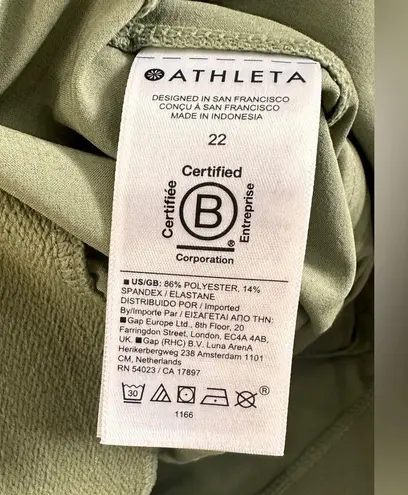 ATHLETA
DESIGNED IN SAN FRANCISCO
CONÇU À SAN FRANCISCO
MADE IN INDONESIA
22
Certified
Certifiée
B
Entreprise
®
Corporation
■ US/GB: 86% POLYESTER, 14%
SPANDEX / ELASTANE
DISTRIBUIDO POR / Imported
By/Importe Par / ΕΙΣΑΓΕΤΑΙ ΑΠΟ ΤΗΝ:
■ Gap Europe Ltd., 8th Floor, 20
Farringdon Street, London, EC4A 4AB,
UK. ■ Gap (RHC) B.V. Luna ArenA
Herikerbergweg 238 Amsterdam 1101
CM, Netherlands
RN 54023 / CA 17897
30 ®
1166